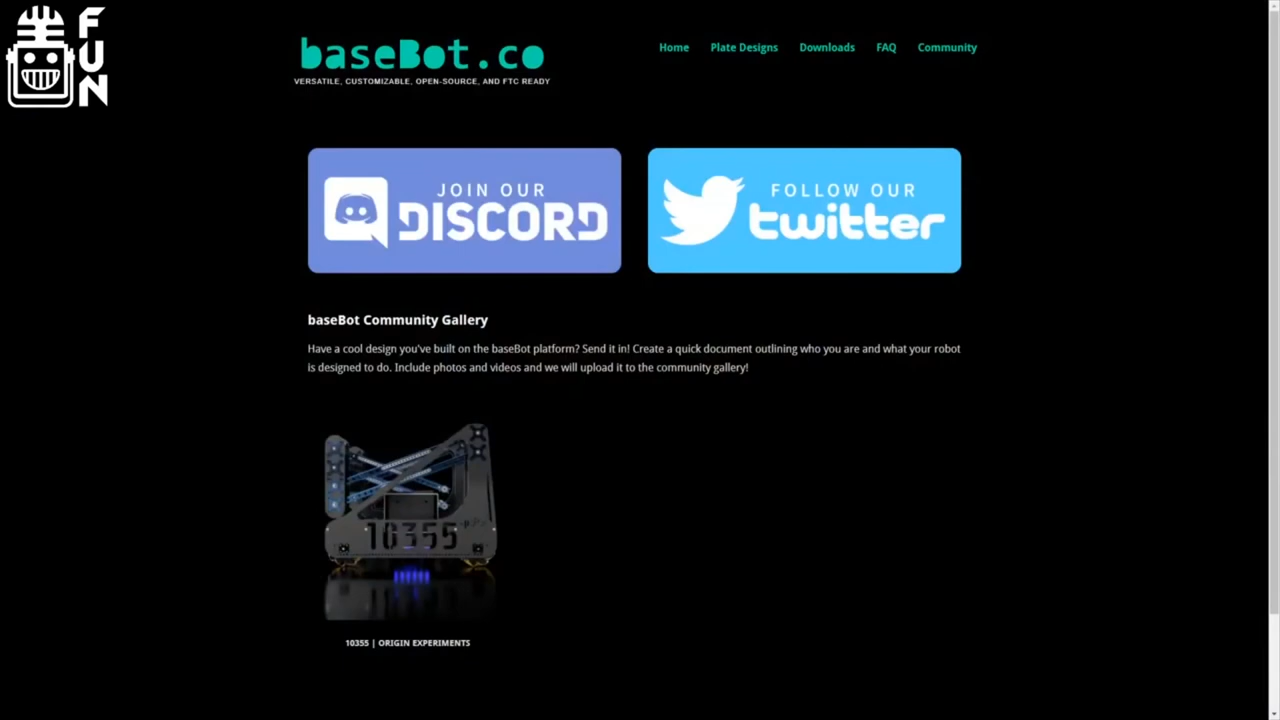 FUN
baseBot.co
VERSATILE, CUSTOMIZABLE, OPEN-SOURCE, AND FTC READY
Home Plate Designs Downloads FAQ Community
JOIN OUR
DISCORD
FOLLOW OUR
twitter
baseBot Community Gallery
Have a cool design you've built on the baseBot platform? Send it in! Create a quick document outlining who you are and what your robot
is designed to do. Include photos and videos and we will upload it to the community gallery!
10355
10355 | ORIGIN EXPERIMENTS